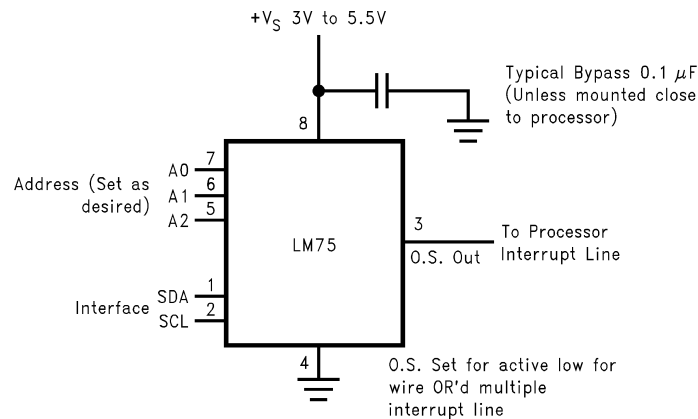 +VS 3V to 5.5V
Typical Bypass 0.1 μF
(Unless mounted close
to processor)
8
Address (Set as
desired)
A0 7
A1 6
A2 5
LM75
3
O.S. Out
To Processor
Interrupt Line
Interface
SDA 1
SCL 2
4
O.S. Set for active low for
wire OR'd multiple
interrupt line